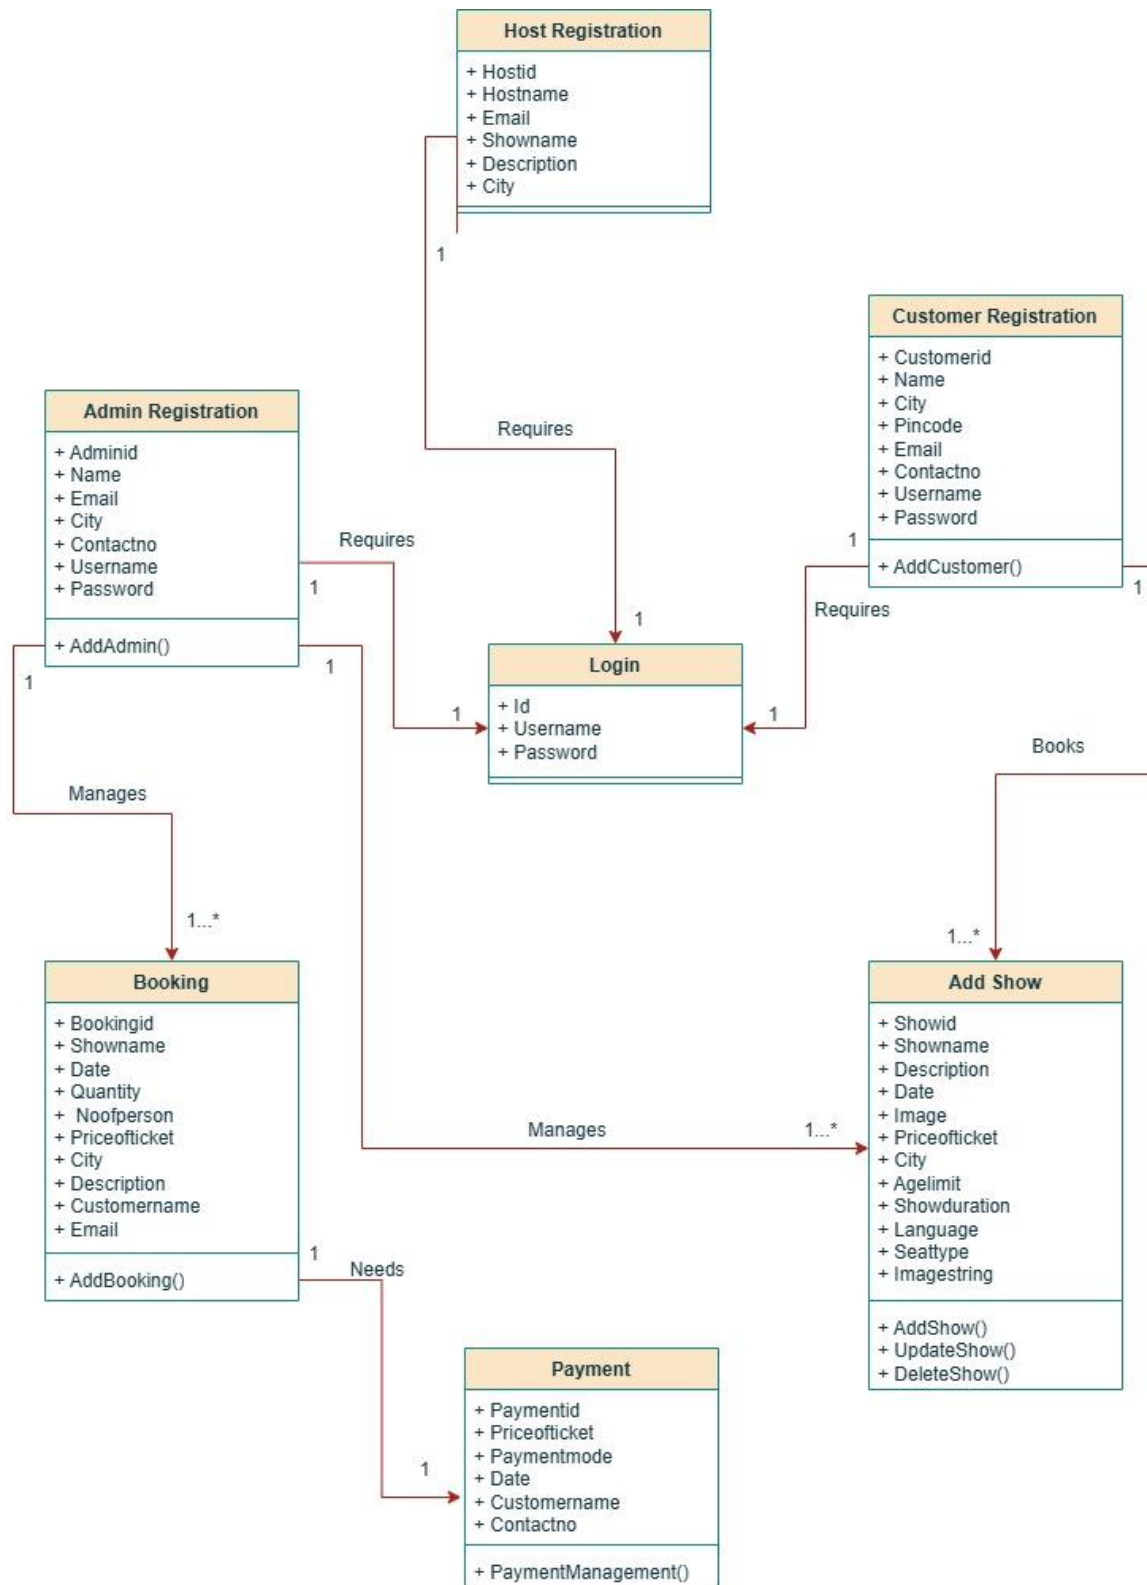 Host Registration
+ Hostid
+ Hostname
+ Email
+ Showname
+ Description
+ City
1
Requires
1
Customer Registration
+ Customerid
+ Name
+ City
+ Pincode
+ Email
+ Contactno
+ Username
+ Password
+ AddCustomer()
1
Requires
1
1
Books
1...*
Admin Registration
+ Adminid
+ Name
+ Email
+ City
+ Contactno
+ Username
+ Password
+ AddAdmin()
Requires
1
1
1
Manages
1...*
1
Manages
1...*
Login
+ Id
+ Username
+ Password
Booking
+ Bookingid
+ Showname
+ Date
+ Quantity
+  Noofperson
+ Priceofticket
+ City
+ Description
+ Customername
+ Email
+ AddBooking()
1
Needs
1
Add Show
+ Showid
+ Showname
+ Description
+ Date
+ Image
+ Priceofticket
+ City
+ Agelimit
+ Showduration
+ Language
+ Seattype
+ Imagestring
+ AddShow()
+ UpdateShow()
+ DeleteShow()
Payment
+ Paymentid
+ Priceofticket
+ Paymentmode
+ Date
+ Customername
+ Contactno
+ PaymentManagement()